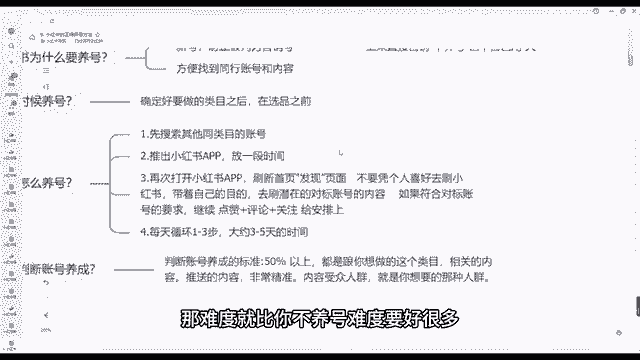 书为什么要养号?
方便找到同行账号和内容
时候养号?
确定好要做的类目之后，在选品之前
1.先搜索其他同类目的账号
2.推出小红书APP，放一段时间
怎么养号?
3.再次打开小红书APP，刷新首页“发现”页面 不要凭个人喜好去刷小
红书，带着自己的目的，去刷潜在的对标账号的内容 如果符合对标账
号的要求，继续 点赞+评论+关注 给安排上
4.每天循环1-3步，大约3-5天的时间
判断账号养成?
判断账号养成的标准:50% 以上，都是跟你想做的这个类目，相关的内
容。推送的内容，非常精准。内容受众人群，就是你想要的那种人群。
那难度就比你不养号难度要好很多